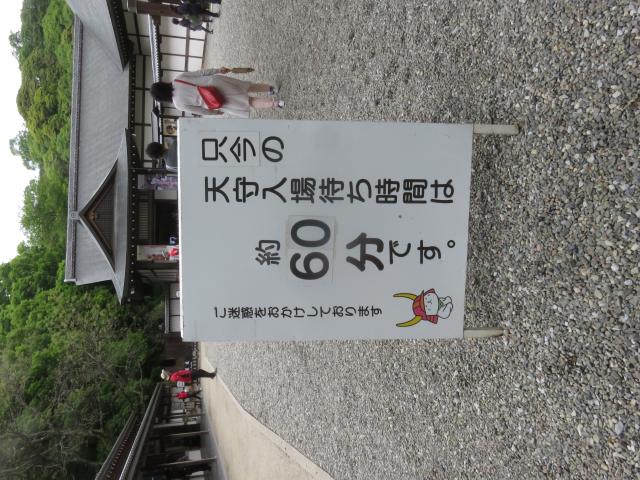 只今の
天守入場待ち時間は
約60分です。
ご迷惑をおかけしております